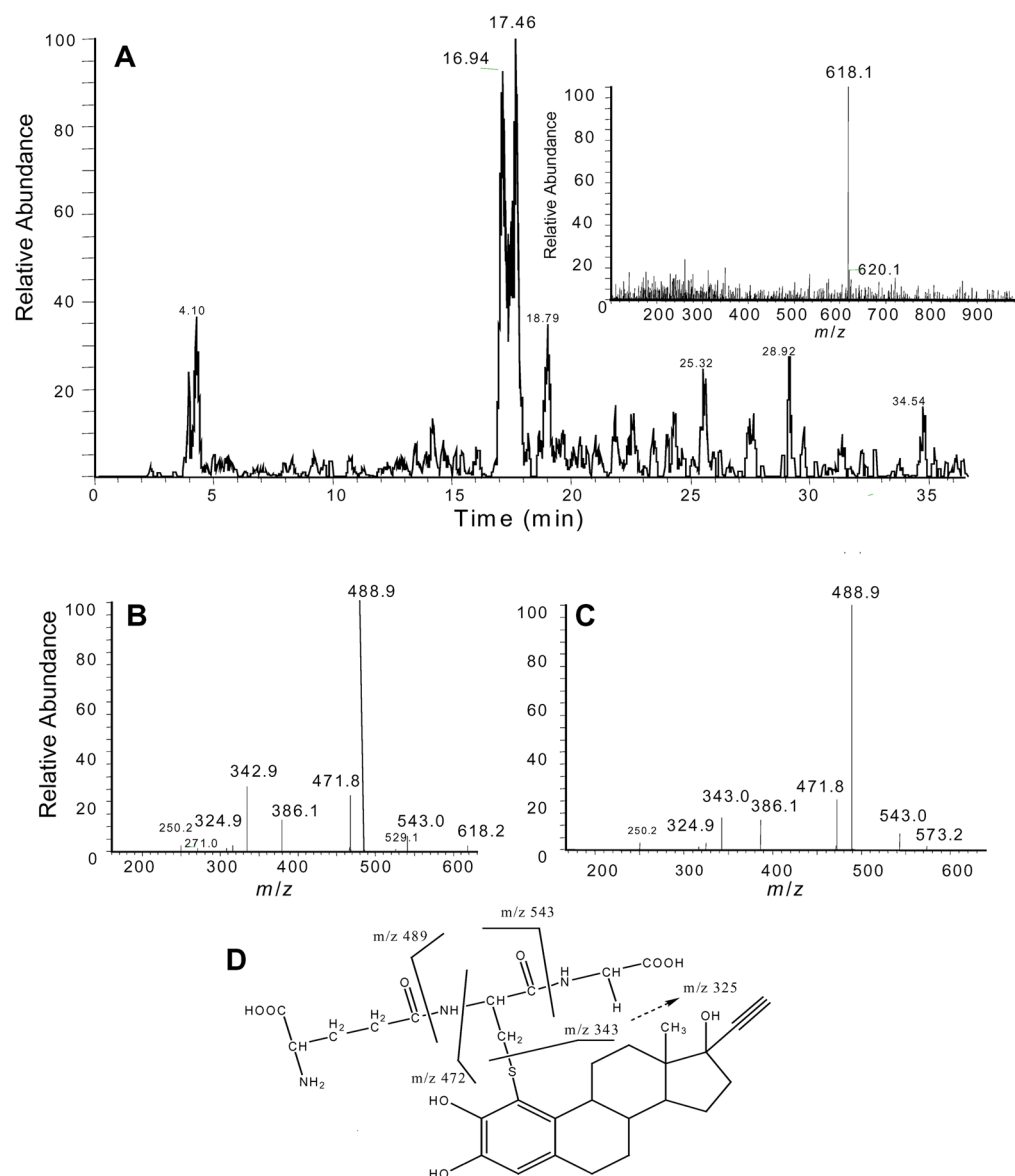 A
Relative Abundance
100
80
60
40
20
17.46
16.94
4.10
18.79
25.32
28.92
34.54
0 5 10 15 20 25 30 35
Time (min)
Relative Abundance
100
80
60
40
20
0
618.1
620.1
200 300 400 500 600 700 800 900
m/z
B
Relative Abundance
100
80
60
40
20
0
488.9
342.9
471.8
324.9
386.1
250.2
271.0
543.0
529.1
618.2
200 300 400 500 600
m/z
C
100
80
60
40
20
0
488.9
471.8
343.0
386.1
324.9
250.2
543.0
573.2
200 300 400 500 600
m/z
D
m/z 543
m/z 489
O
O
H
N
CH
COOH
H
HOOC
H2
C
C
H2
C
NH
CH
CH
NH2
CH2
m/z 325
m/z 343
m/z 472
S
CH3
OH
HO
HO